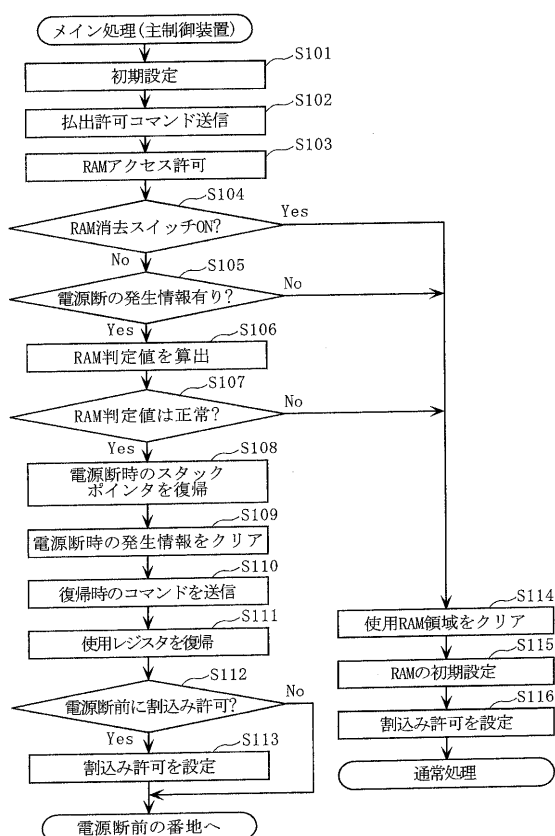 メイン処理(主制御装置)
S101
初期設定
S102
払出許可コマンド送信
S103
RAMアクセス許可
S104
RAM消去スイッチON?
Yes
No
S105
電源断の発生情報有り?
No
Yes
S106
RAM判定値を算出
S107
RAM判定値は正常?
No
Yes
S108
電源断時のスタック
ポインタを復帰
S109
電源断時の発生情報をクリア
S110
復帰時のコマンドを送信
S111
使用レジスタを復帰
S112
電源断前に割込み許可?
No
Yes
S113
割込み許可を設定
電源断前の番地へ
S114
使用RAM領域をクリア
S115
RAMの初期設定
S116
割込み許可を設定
通常処理